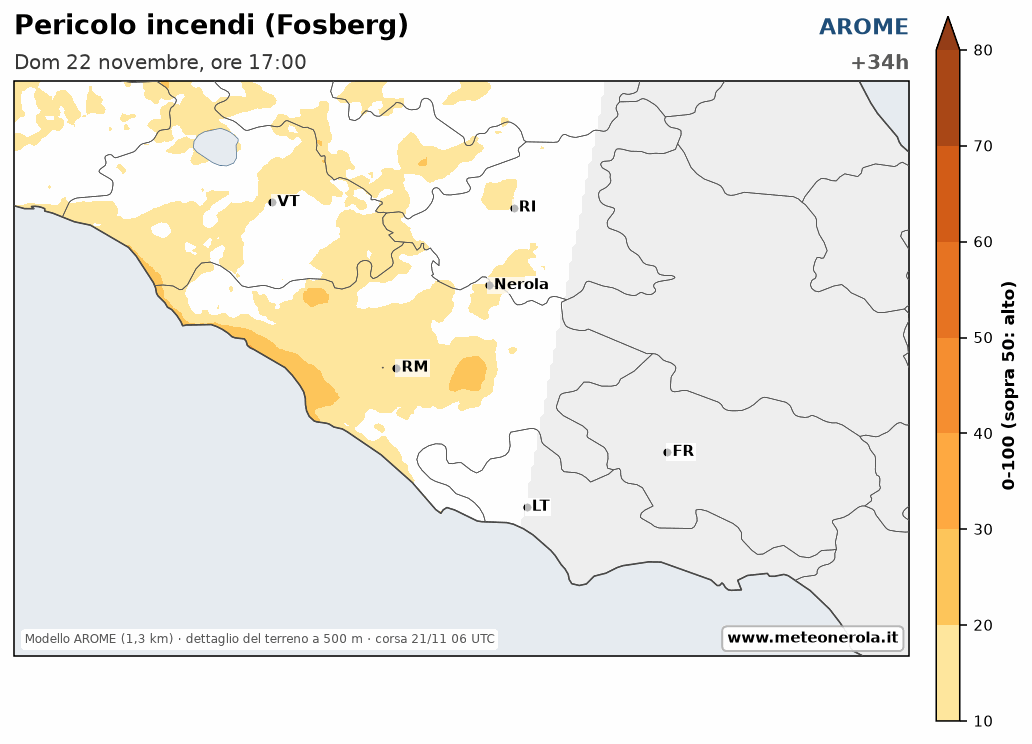 Pericolo incendi (Fosberg)
AROME
Dom 22 novembre, ore 17:00
+34h
80
70
60
50
40
30
20
10
0-100 (sopra 50: alto)
VT
RI
Nerola
RM
FR
LT
Modello AROME (1,3 km) · dettaglio del terreno a 500 m · corsa 21/11 06 UTC
www.meteonerola.it